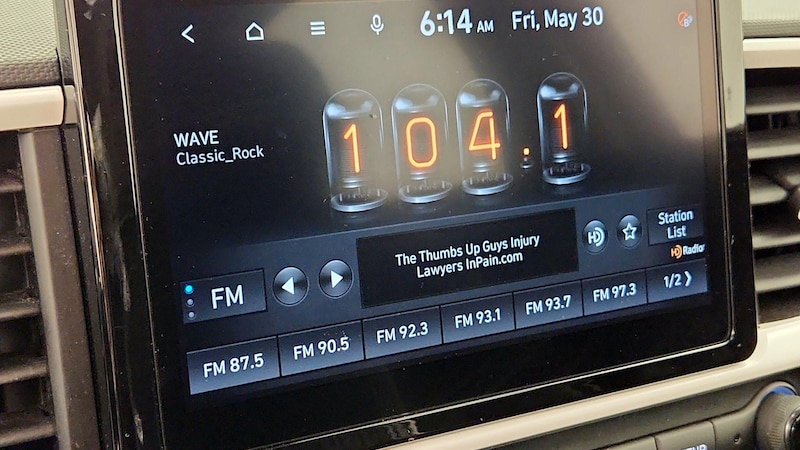 6:14 AM Fri, May 30
WAVE
Classic_Rock
104.1
The Thumbs Up Guys Injury
Lawyers InPain.com
HD
Station
List
HD Radio
FM
FM 87.5 FM 90.5 FM 92.3 FM 93.1 FM 93.7 FM 97.3 1/2